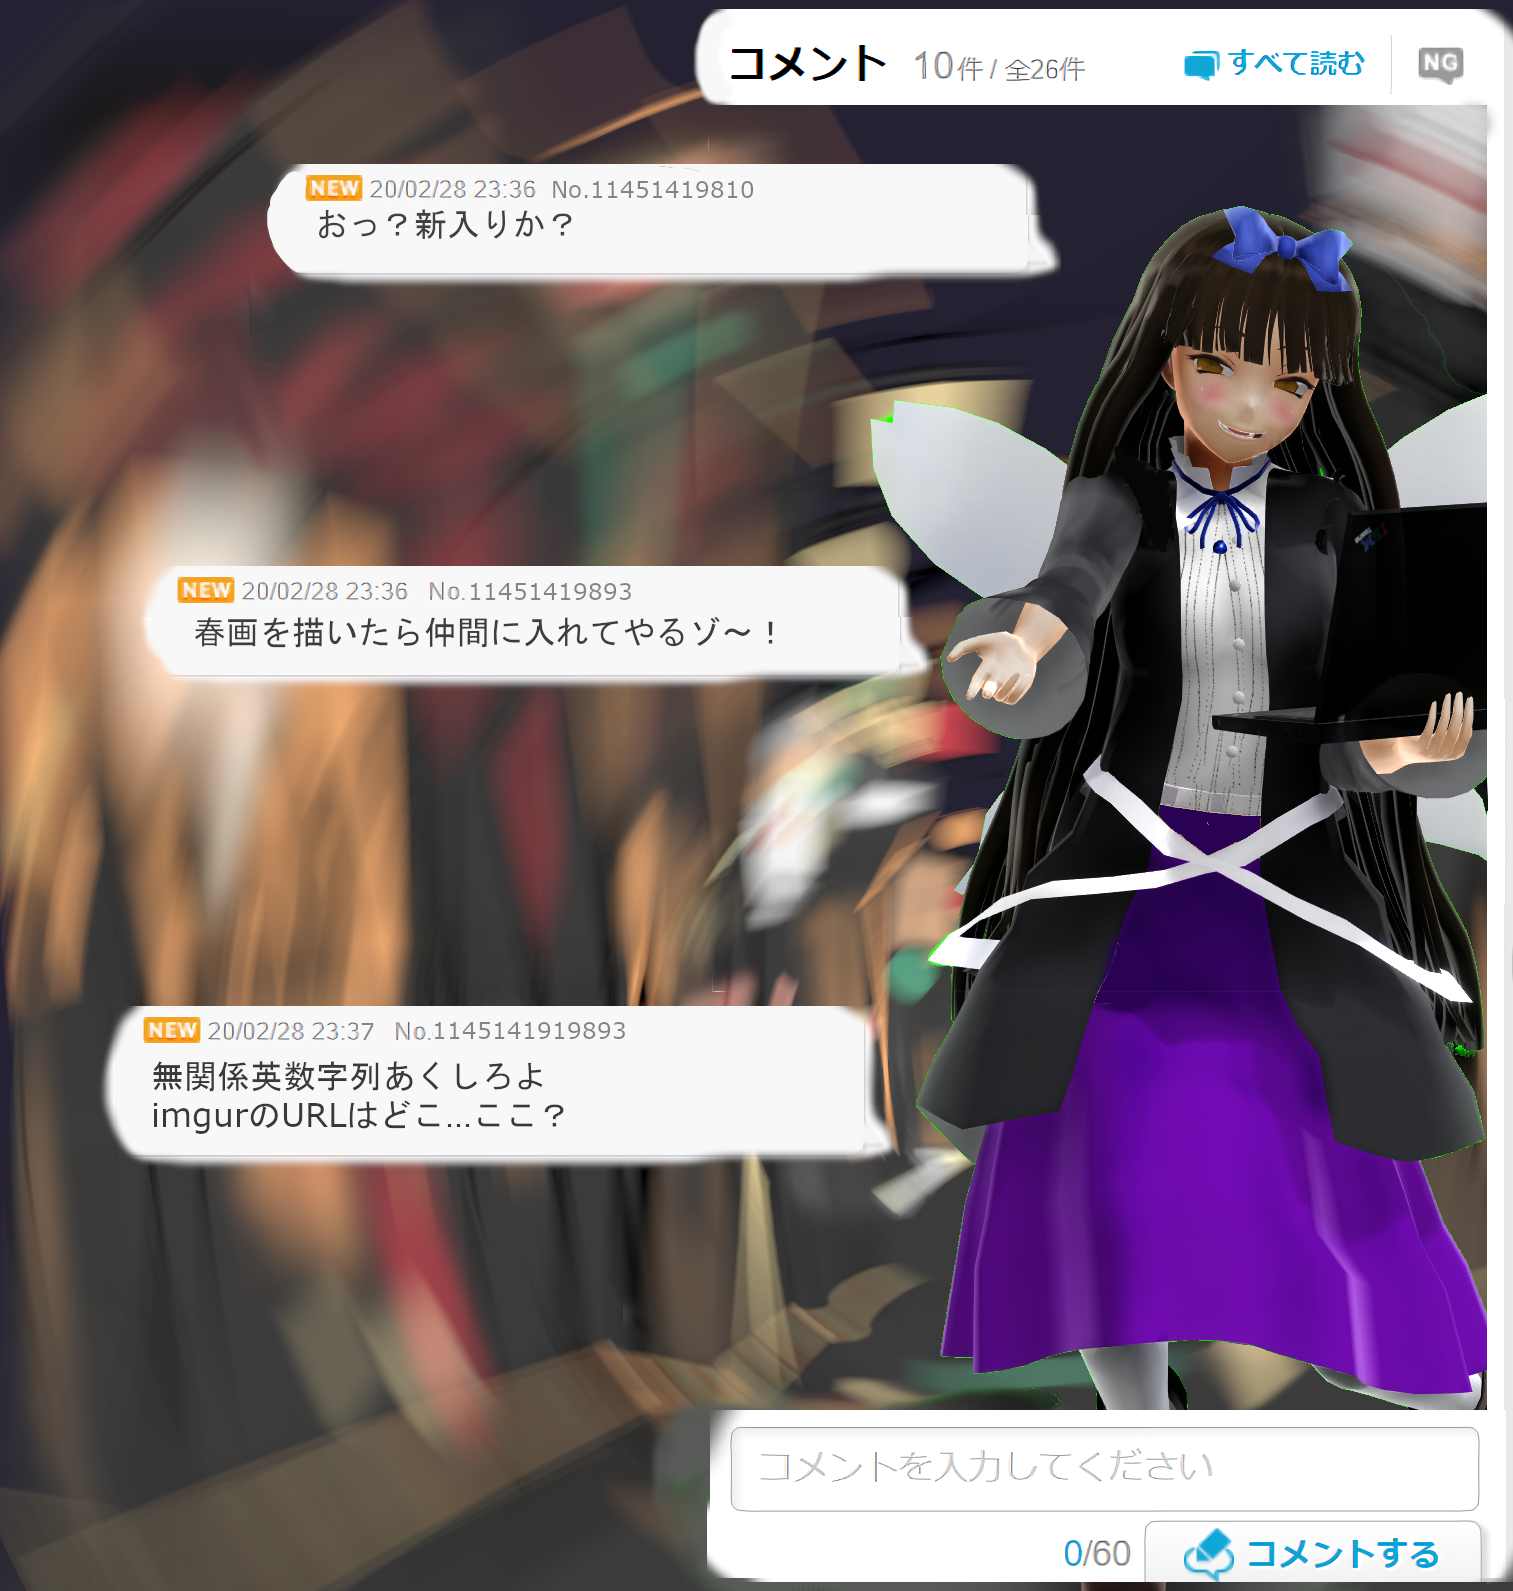 コメント 10件 / 全26件 すべて読む NG
NEW 20/02/28 23:36 No.11451419810
おっ？新入りか？
NEW 20/02/28 23:36 No.11451419893
春画を描いたら仲間に入れてやるゾ～！
NEW 20/02/28 23:37 No.1145141919893
無関係英数字列あくしろよ
imgurのURLはどこ…ここ？
コメントを入力してください
0/60 コメントする